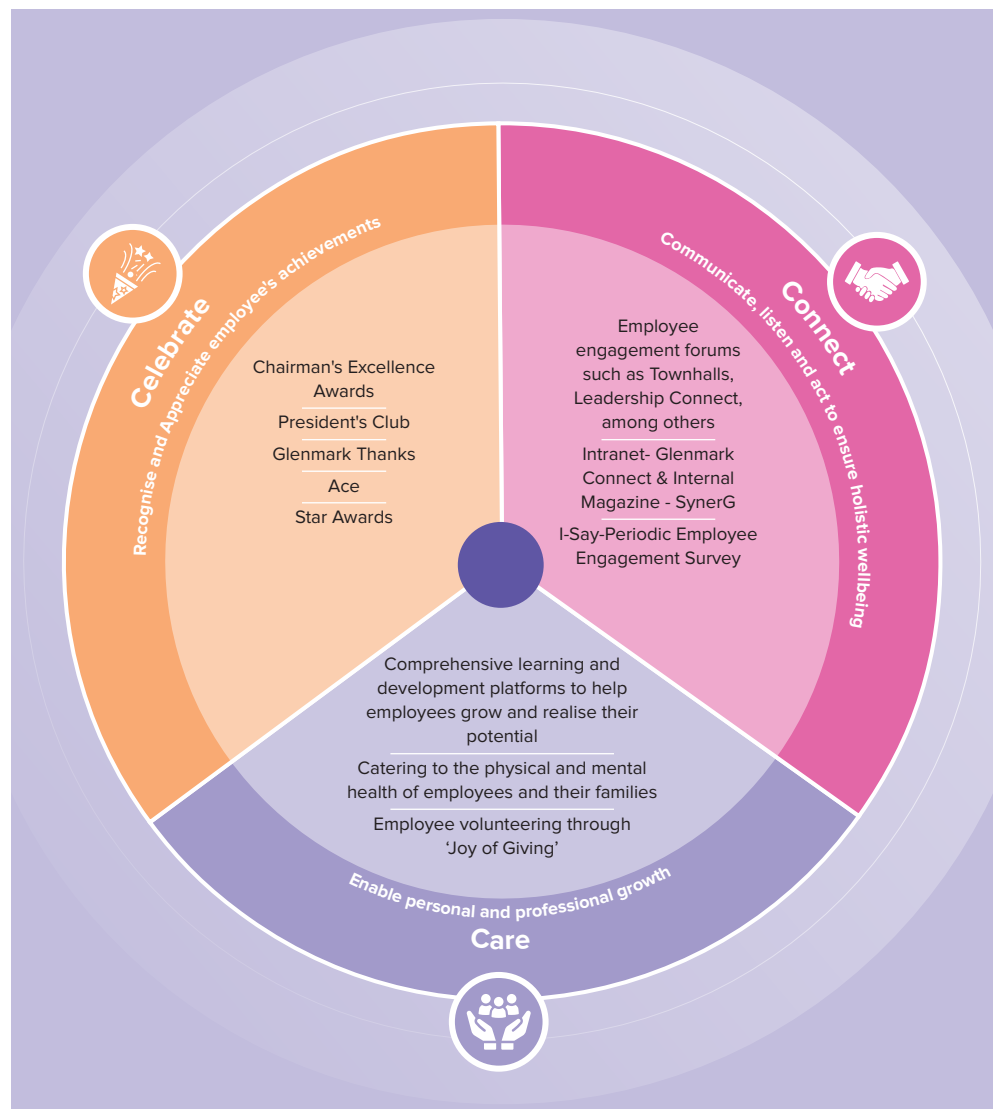 Celebrate
Recognise and Appreciate employee's achievements
Chairman's Excellence
Awards
President's Club
Glenmark Thanks
Ace
Star Awards
Connect
Communicate, listen and act to ensure holistic wellbeing
Employee
engagement forums
such as Townhalls,
Leadership Connect,
among others
Intranet- Glenmark
Connect & Internal
Magazine - SynerG
I-Say-Periodic Employee
Engagement Survey
Comprehensive learning and
development platforms to help
employees grow and realise their
potential
Catering to the physical and mental
health of employees and their families
Employee volunteering through
‘Joy of Giving’
Enable personal and professional growth
Care